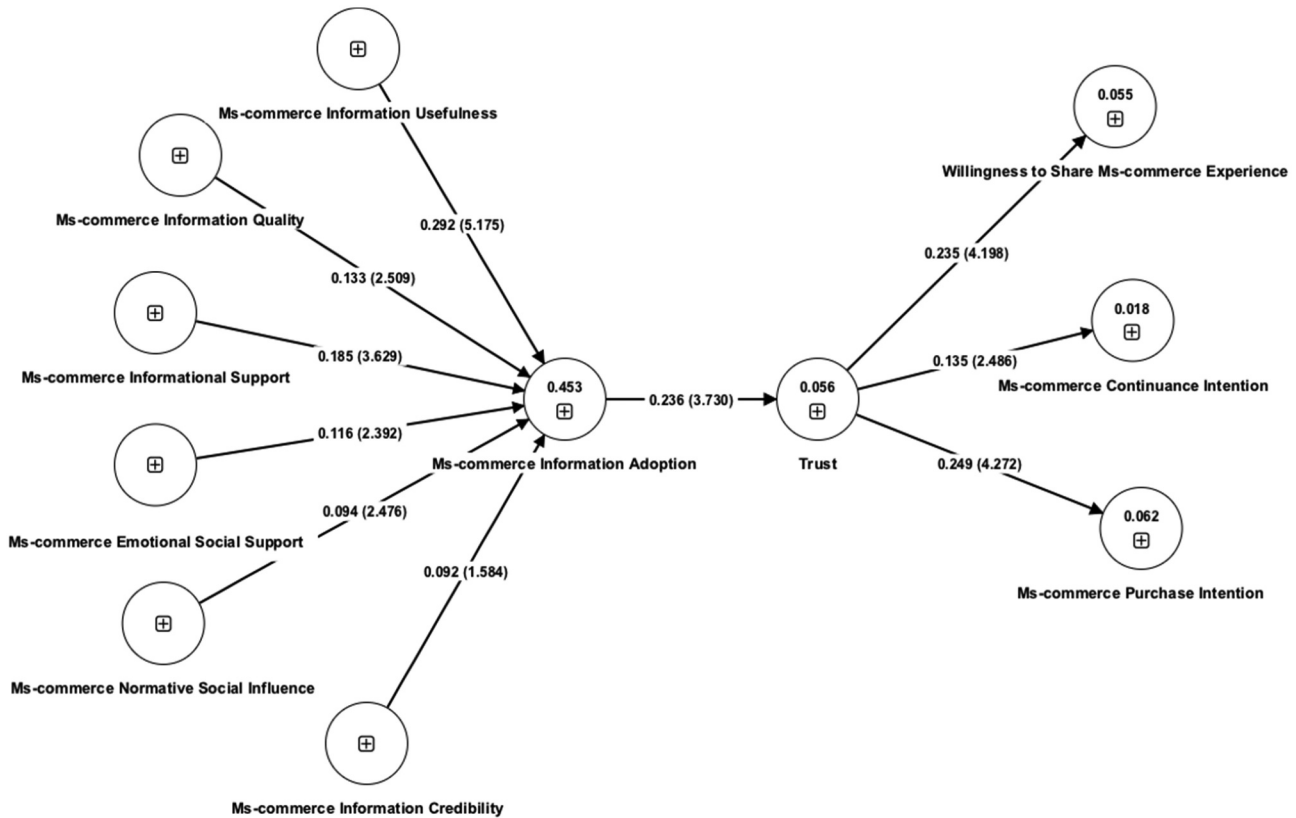 Ms-commerce Information Usefulness
Ms-commerce Information Quality
Ms-commerce Informational Support
Ms-commerce Emotional Social Support
Ms-commerce Normative Social Influence
Ms-commerce Information Credibility
0.292 (5.175)
0.133 (2.509)
0.185 (3.629)
0.116 (2.392)
0.094 (2.476)
0.092 (1.584)
0.453
Ms-commerce Information Adoption
0.236 (3.730)
0.056
Trust
0.235 (4.198)
0.135 (2.486)
0.249 (4.272)
0.055
Willingness to Share Ms-commerce Experience
0.018
Ms-commerce Continuance Intention
0.062
Ms-commerce Purchase Intention